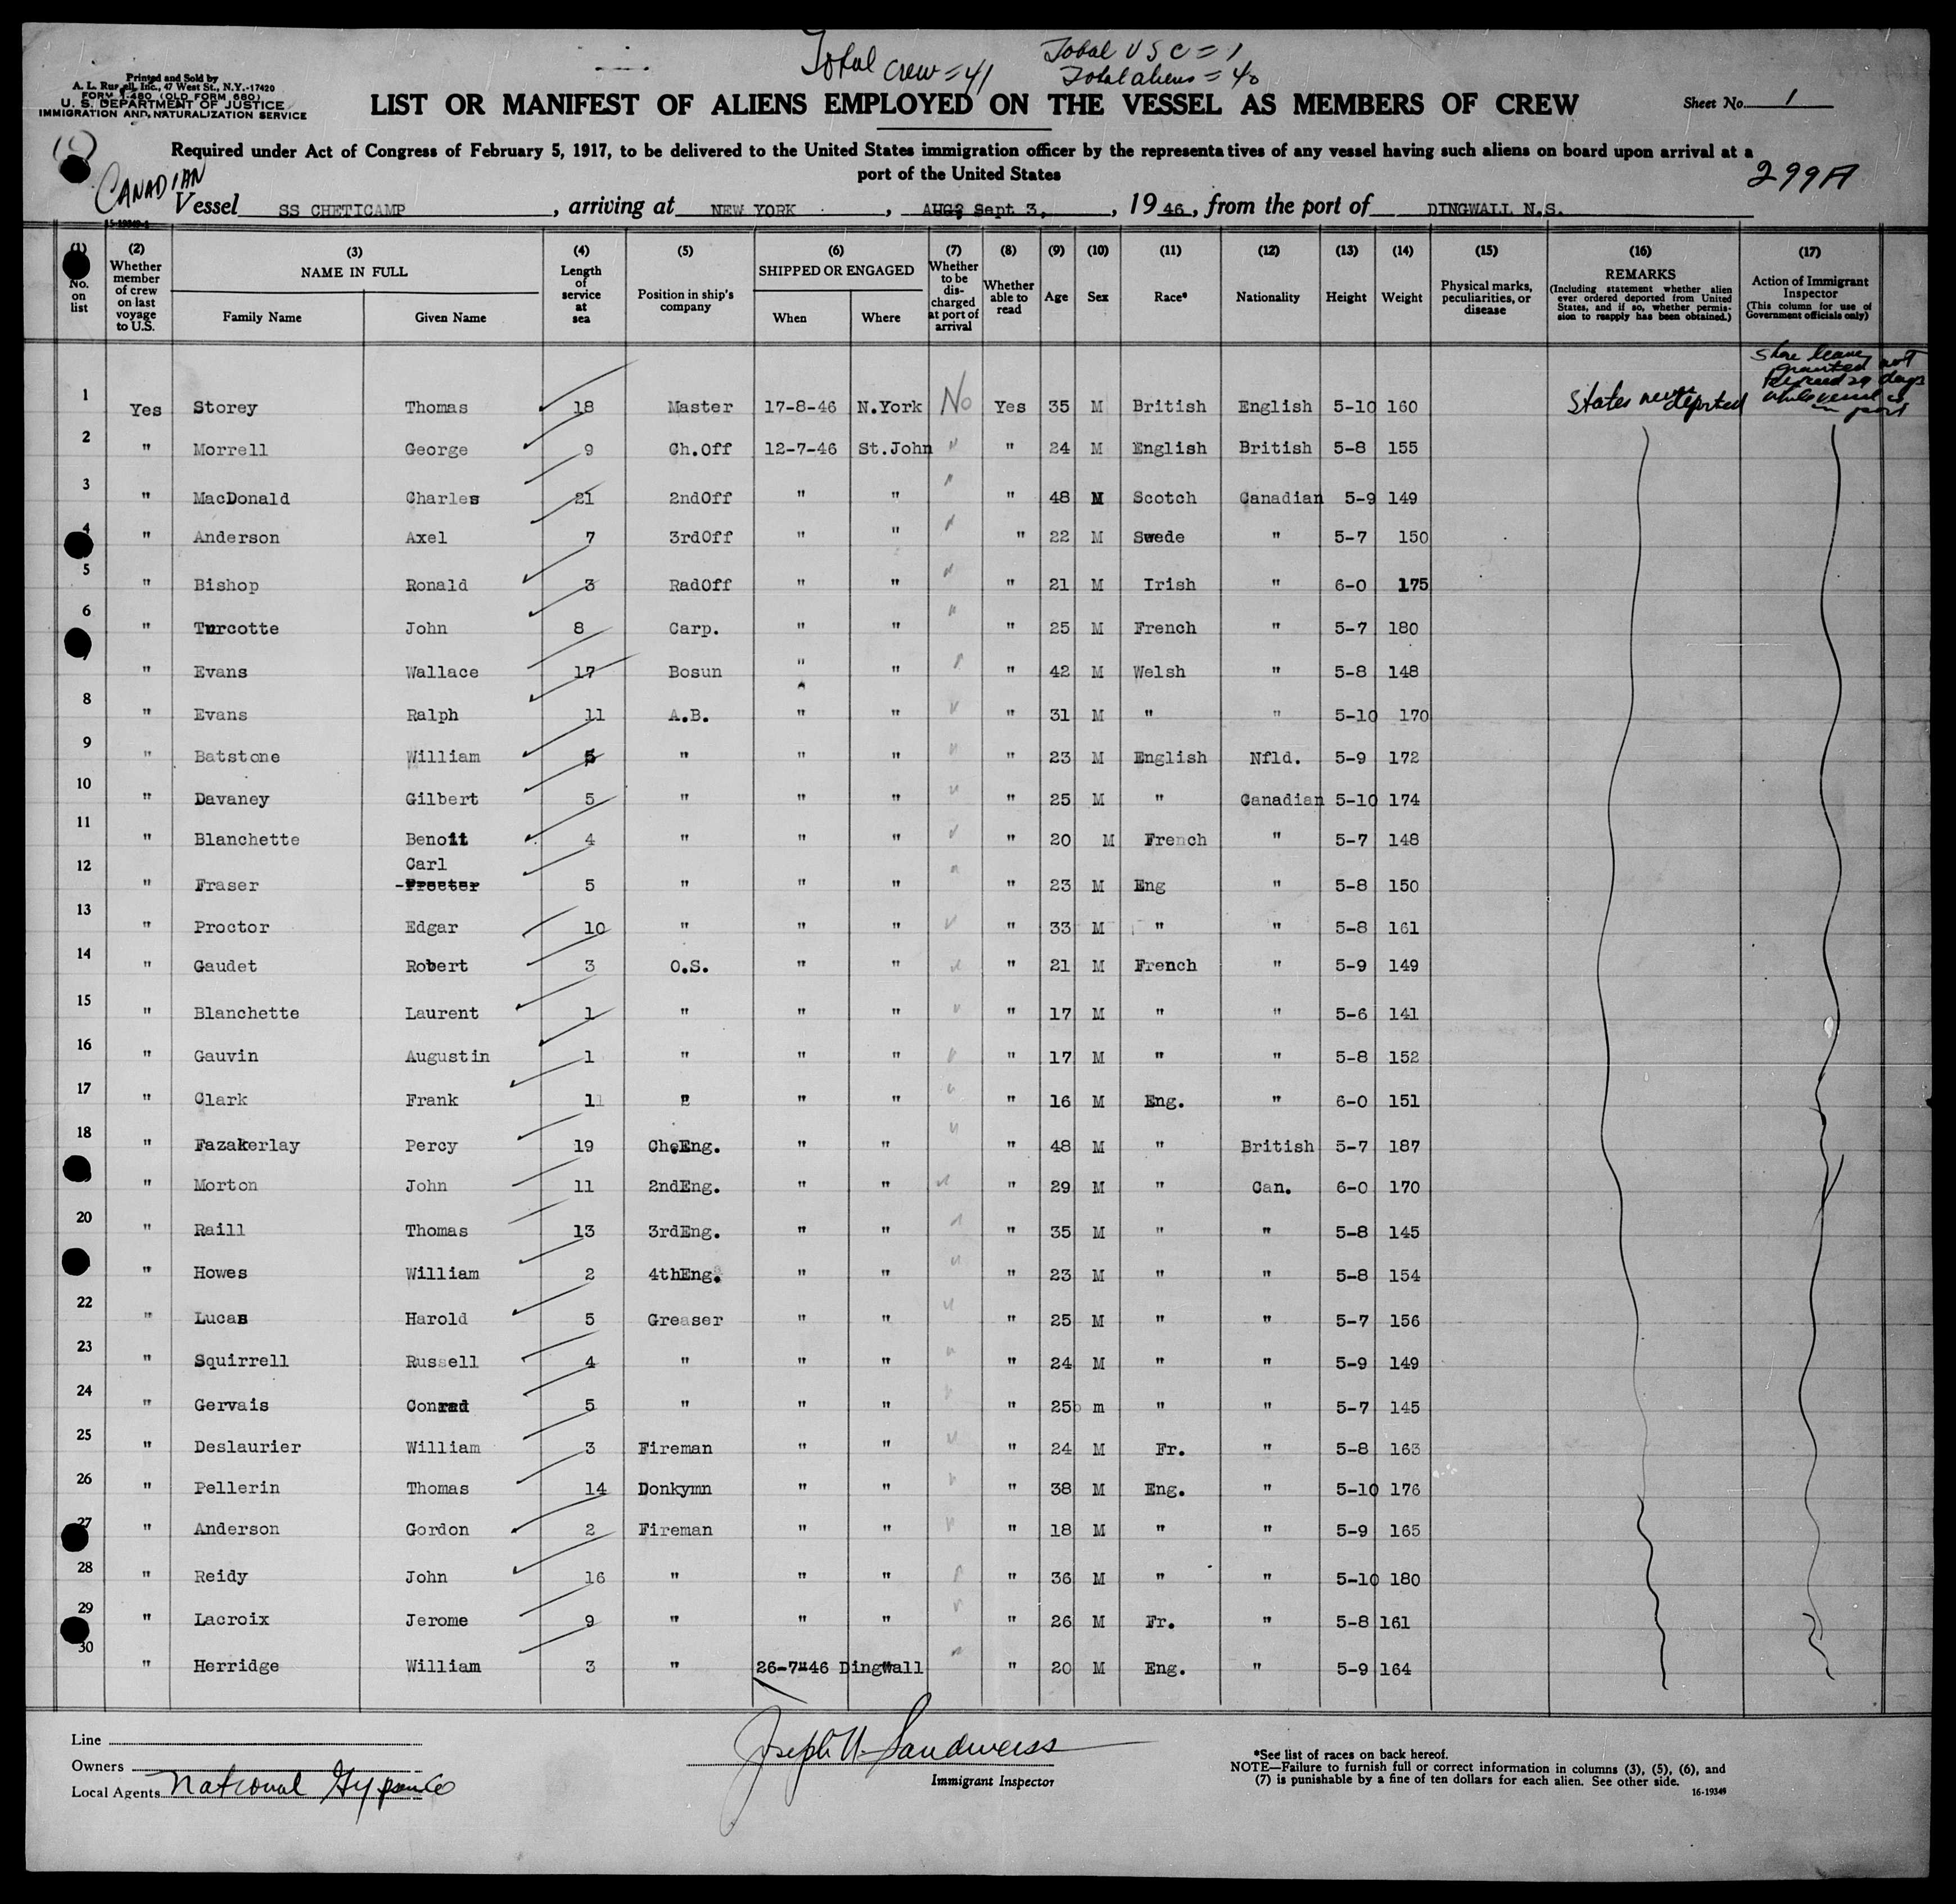 Total crew = 41
Total U S C = 1
Total aliens = 40
Printed and Sold by
47 West St., N.Y.-17420
FORM I-480 (OLD FORM 680)
U. S. DEPARTMENT OF JUSTICE
IMMIGRATION AND NATURALIZATION SERVICE
LIST OR MANIFEST OF ALIENS EMPLOYED ON THE VESSEL AS MEMBERS OF CREW
Sheet No. 1
Required under Act of Congress of February 5, 1917, to be delivered to the United States immigration officer by the representatives of any vessel having such aliens on board upon arrival at a
port of the United States
299A
CANADIAN
Vessel SS CHETICAMP, arriving at NEW YORK, Sept 3, 1946, from the port of DINGWALL N.S.
(1) No. on list
(2) Whether member of crew on last voyage to U.S.
(3) NAME IN FULL Family Name Given Name
(4) Length of service at sea
(5) Position in ship's company
(6) SHIPPED OR ENGAGED When Where
(7) Whether to be discharged at port of arrival
(8) Whether able to read
(9) Age
(10) Sex
(11) Race*
(12) Nationality
(13) Height
(14) Weight
(15) Physical marks, peculiarities, or disease
(16) REMARKS (Including statement whether alien ever ordered deported from United States, and if so, whether permission to reapply has been obtained.)
(17) Action of Immigrant Inspector (This column for use of Government officials only)
1 Yes Storey Thomas 18 Master 17-8-46 N.York No Yes 35 M British English 5-10 160 States never deported
shore leave granted not to exceed 29 days while vessel is in port
2 " Morrell George 9 Ch.Off 12-7-46 St.John " " 24 M English British 5-8 155
3 " MacDonald Charles 21 2ndOff " " " " 48 M Scotch Canadian 5-9 149
4 " Anderson Axel 7 3rdOff " " " " 22 M Swede " 5-7 150
5 " Bishop Ronald 3 RadOff " " " " 21 M Irish " 6-0 175
6 " Turcotte John 8 Carp. " " " " 25 M French " 5-7 180
7 " Evans Wallace 17 Bosun " " " " 42 M Welsh " 5-8 148
8 " Evans Ralph 11 A.B. " " " " 31 M " " 5-10 170
9 " Batstone William 5 " " " " " 23 M English Nfld. 5-9 172
10 " Davaney Gilbert 5 " " " " " 25 M " Canadian 5-10 174
11 " Blanchette Benoit 4 " " " " " 20 M French " 5-7 148
12 " Fraser Carl Procter 5 " " " " " 23 M Eng " 5-8 150
13 " Proctor Edgar 10 " " " " " 33 M " " 5-8 161
14 " Gaudet Robert 3 O.S. " " " " 21 M French " 5-9 149
15 " Blanchette Laurent 1 " " " " " 17 M " " 5-6 141
16 " Gauvin Augustin 1 " " " " " 17 M " " 5-8 152
17 " Clark Frank 1 " " " " " 16 M Eng. " 6-0 151
18 " Fazakerlay Percy 19 Ch.Eng. " " " " 48 M " British 5-7 187
" Morton John 11 2ndEng. " " " " 29 M " Can. 6-0 170
20 " Raill Thomas 13 3rdEng. " " " " 35 M " " 5-8 145
" Howes William 2 4thEng. " " " " 23 M " " 5-8 154
22 " Lucas Harold 5 Greaser " " " " 25 M " " 5-7 156
23 " Squirrell Russell 4 " " " " " 24 M " " 5-9 149
24 " Gervais Conrad 5 " " " " " 25 m " " 5-7 145
25 " Deslaurier William 3 Fireman " " " " 24 M Fr. " 5-8 163
26 " Pellerin Thomas 14 Donkymn " " " " 38 M Eng. " 5-10 176
27 " Anderson Gordon 2 Fireman " " " " 18 M " " 5-9 165
28 " Reidy John 16 " " " " " 36 M " " 5-10 180
29 " Lacroix Jerome 9 " " " " " 26 M Fr. " 5-8 161
30 " Herridge William 3 " 26-7-46 Dingwall " " 20 M Eng. " 5-9 164
Line
Owners
Local Agents National Gypsum Co
Joseph N. Sandweiss
Immigrant Inspector
*See list of races on back hereof.
NOTE—Failure to furnish full or correct information in columns (3), (5), (6), and
(7) is punishable by a fine of ten dollars for each alien. See other side.
16-19349